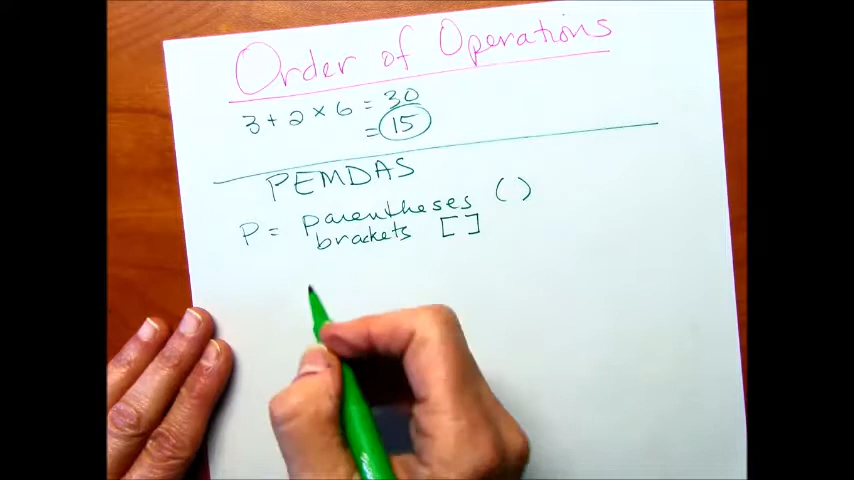 Order of Operations
3 + 2 × 6 = 30
= 15
PEMDAS
P = parentheses ( )
brackets [ ]